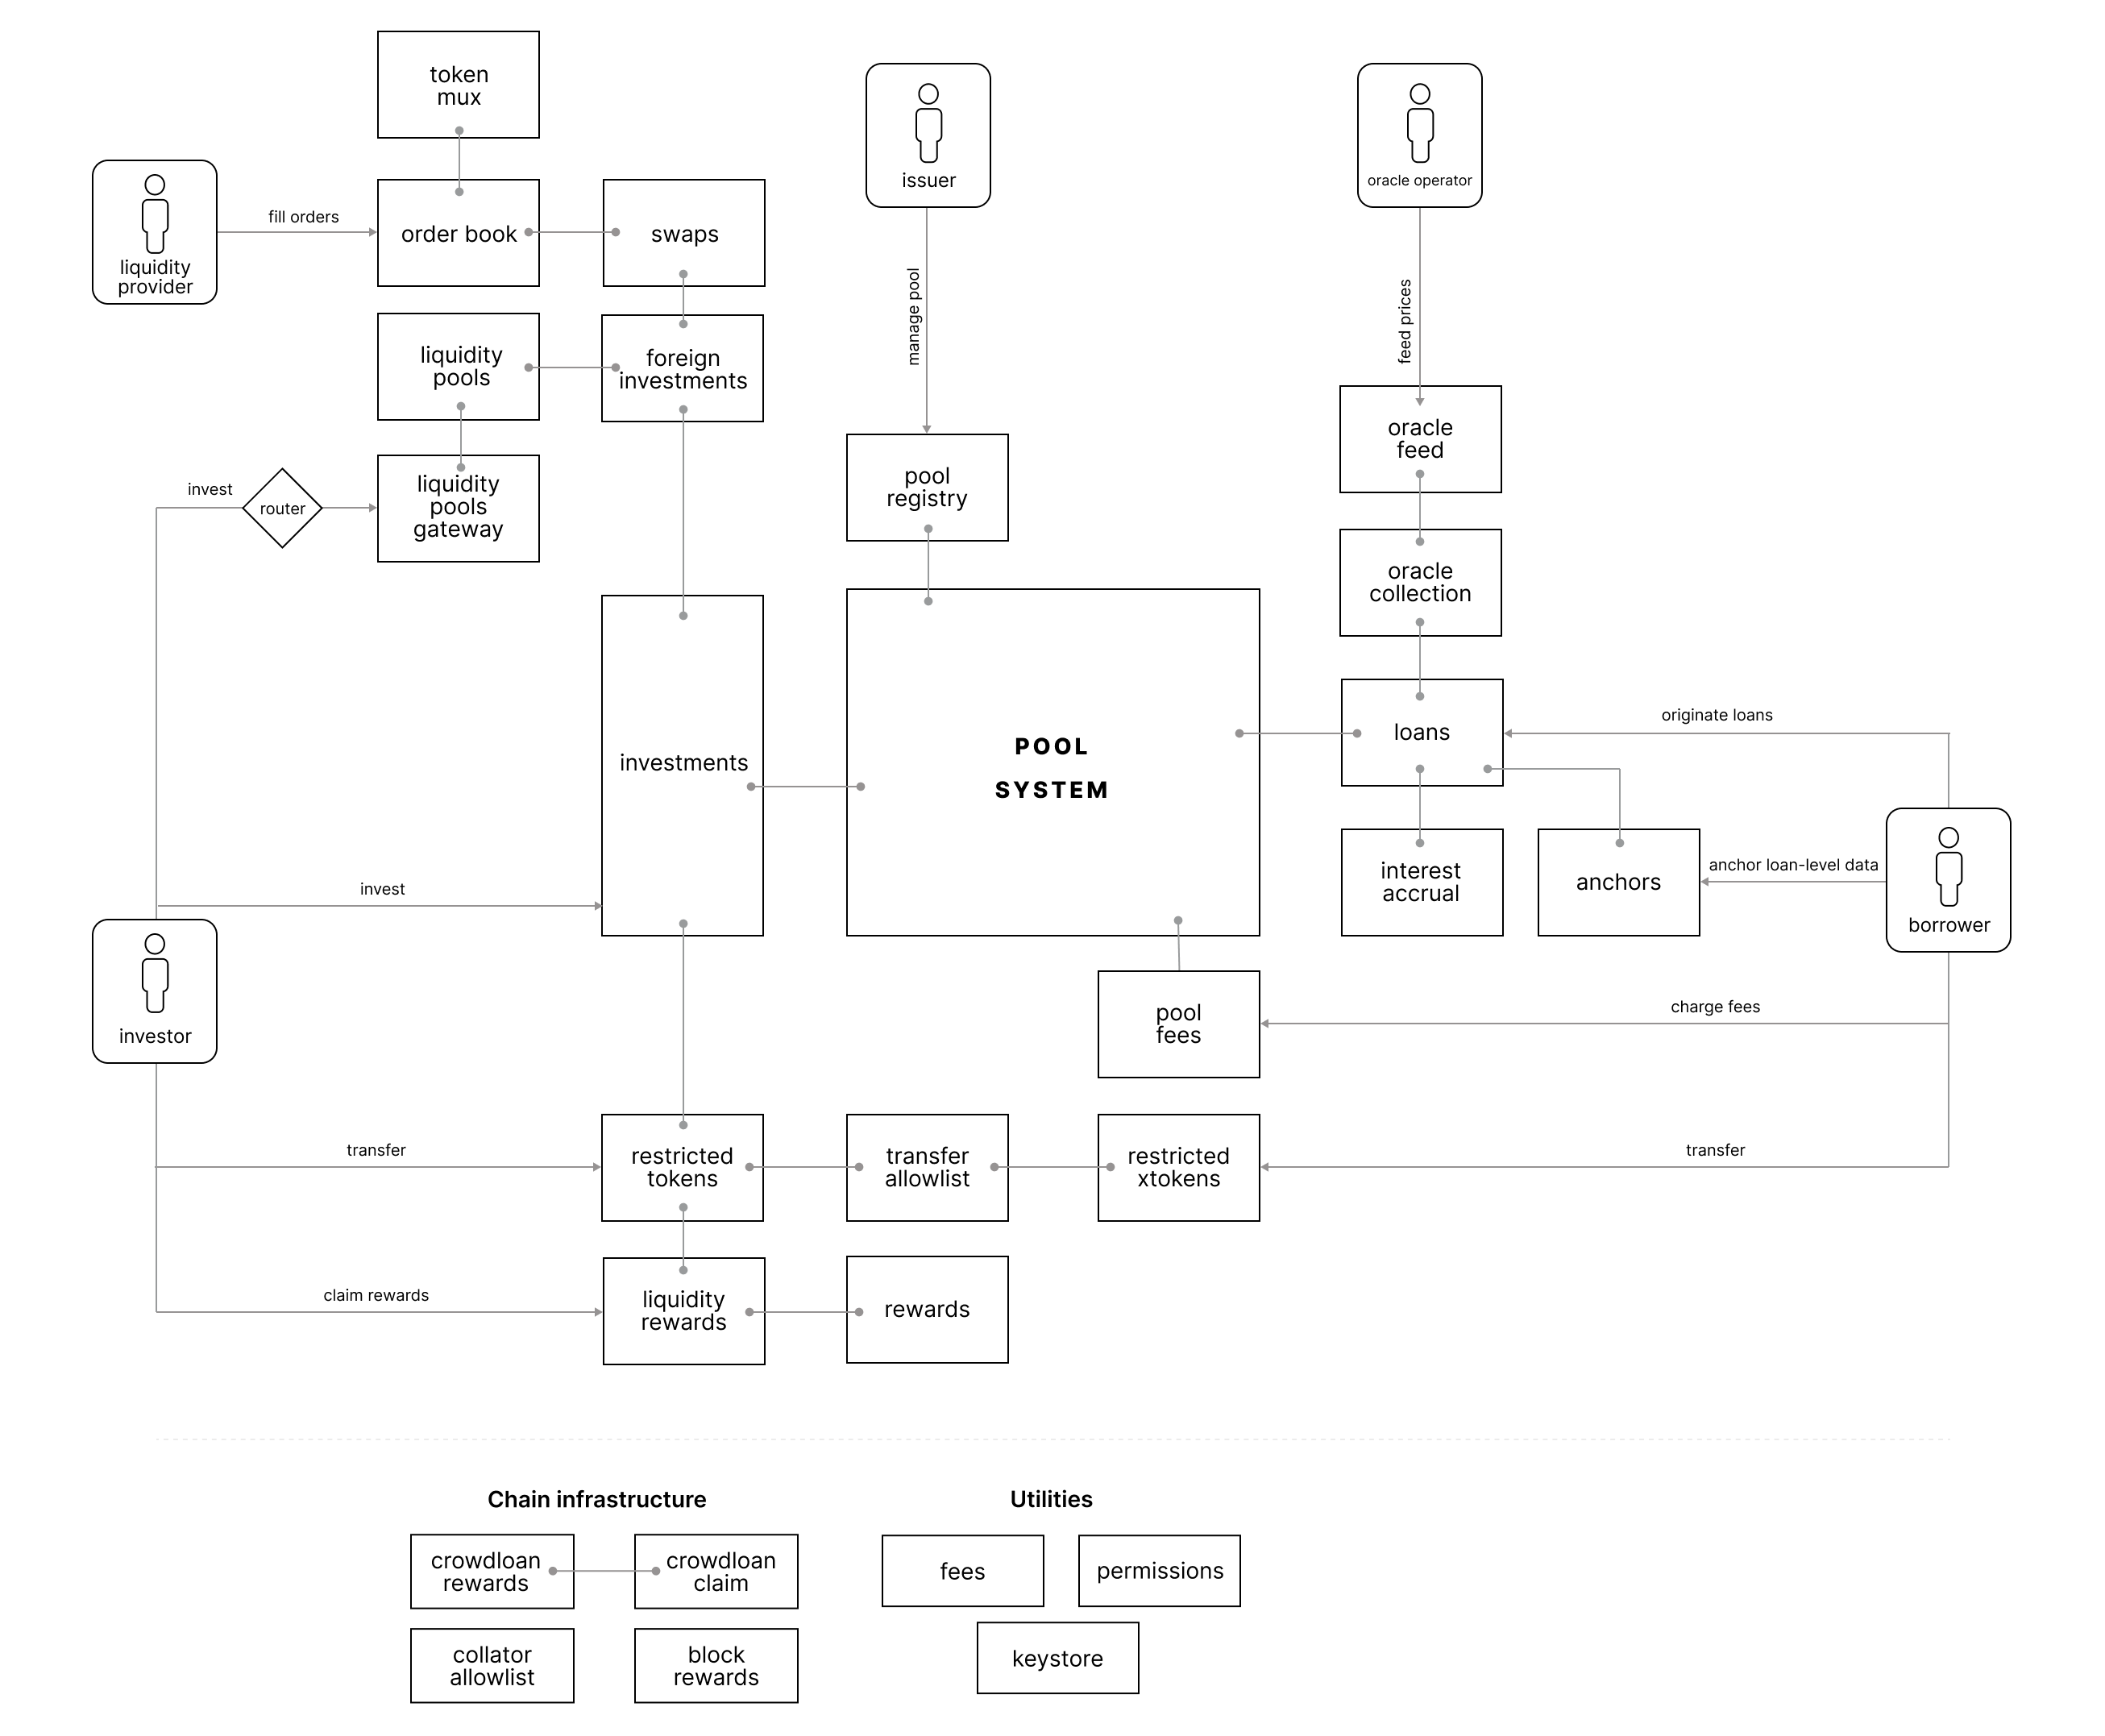 token
mux
issuer
oracle operator
liquidity
provider
fill orders
order book
swaps
manage pool
feed prices
liquidity
pools
foreign
investments
oracle
feed
invest
router
liquidity
pools
gateway
pool
registry
oracle
collection
investments
POOL
SYSTEM
loans
originate loans
interest
accrual
anchors
anchor loan-level data
borrower
invest
investor
pool
fees
charge fees
transfer
restricted
tokens
transfer
allowlist
restricted
xtokens
transfer
claim rewards
liquidity
rewards
rewards
Chain infrastructure
crowdloan
rewards
crowdloan
claim
collator
allowlist
block
rewards
Utilities
fees
permissions
keystore